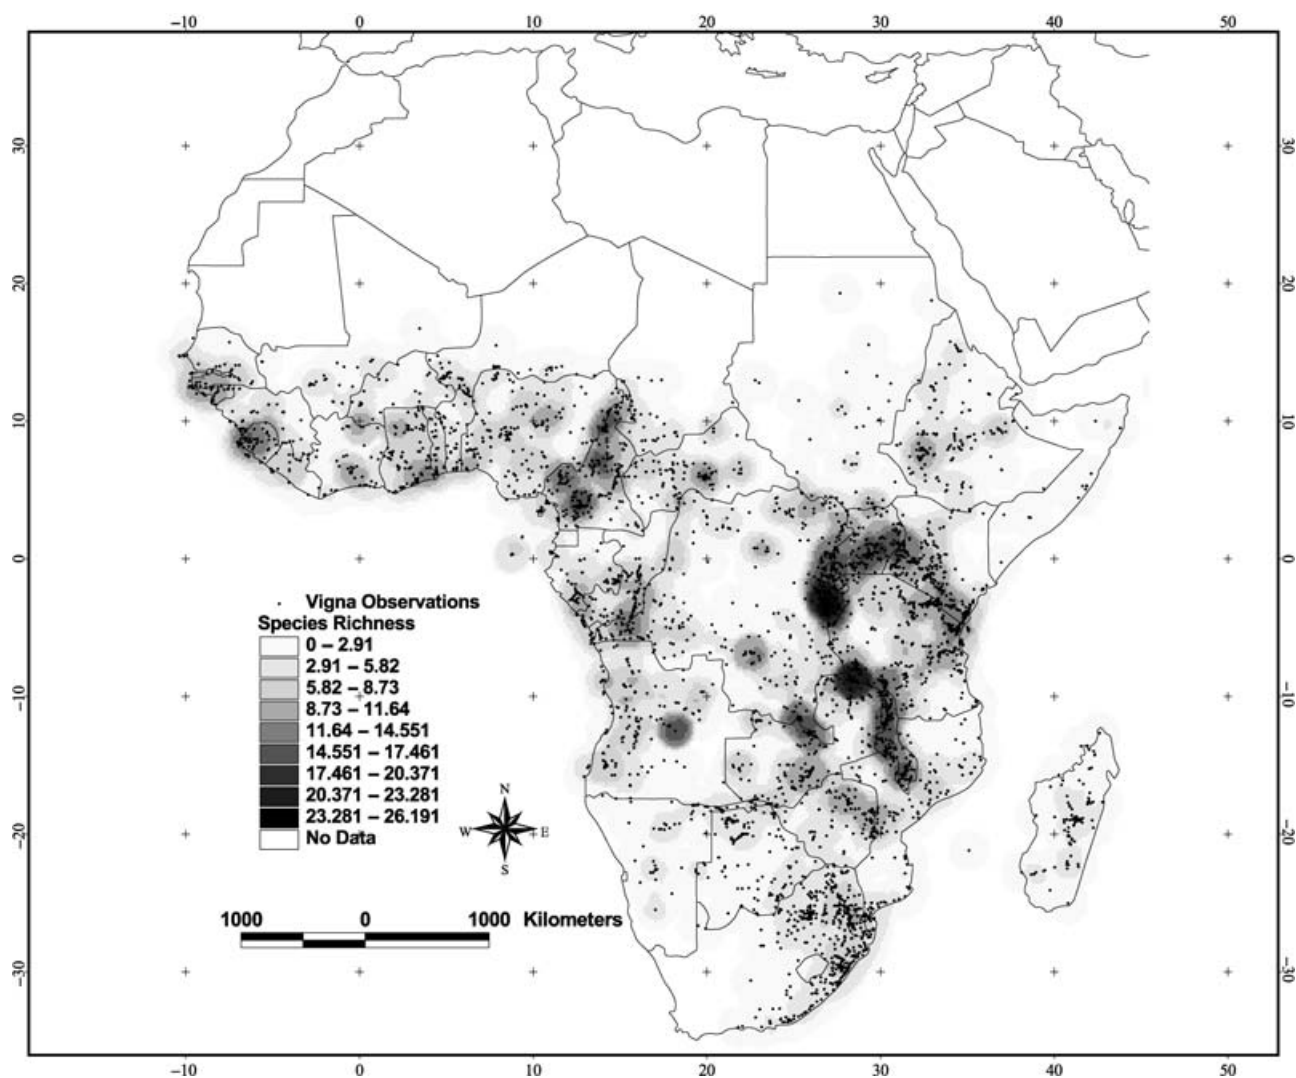 −10 0 10 20 30 40 50
30 30
20 20
10 10
0 0
−10 −10
−20 −20
−30 −30
Vigna Observations
Species Richness
0 – 2.91
2.91 – 5.82
5.82 – 8.73
8.73 – 11.64
11.64 – 14.551
14.551 – 17.461
17.461 – 20.371
20.371 – 23.281
23.281 – 26.191
No Data
N
W E
S
1000 0 1000 Kilometers
−10 0 10 20 30 40 50